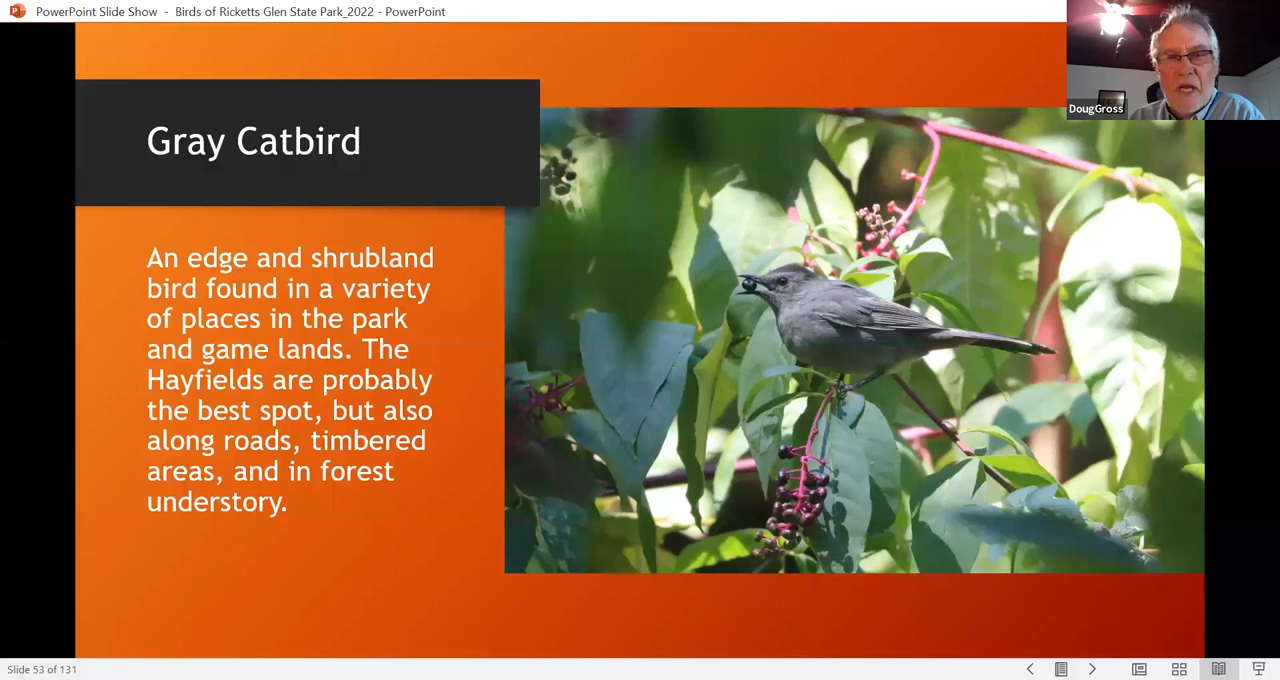 PowerPoint Slide Show - Birds of Ricketts Glen State Park_2022 - PowerPoint
DougGross
Gray Catbird
An edge and shrubland
bird found in a variety
of places in the park
and game lands. The
Hayfields are probably
the best spot, but also
along roads, timbered
areas, and in forest
understory.
Slide 53 of 131